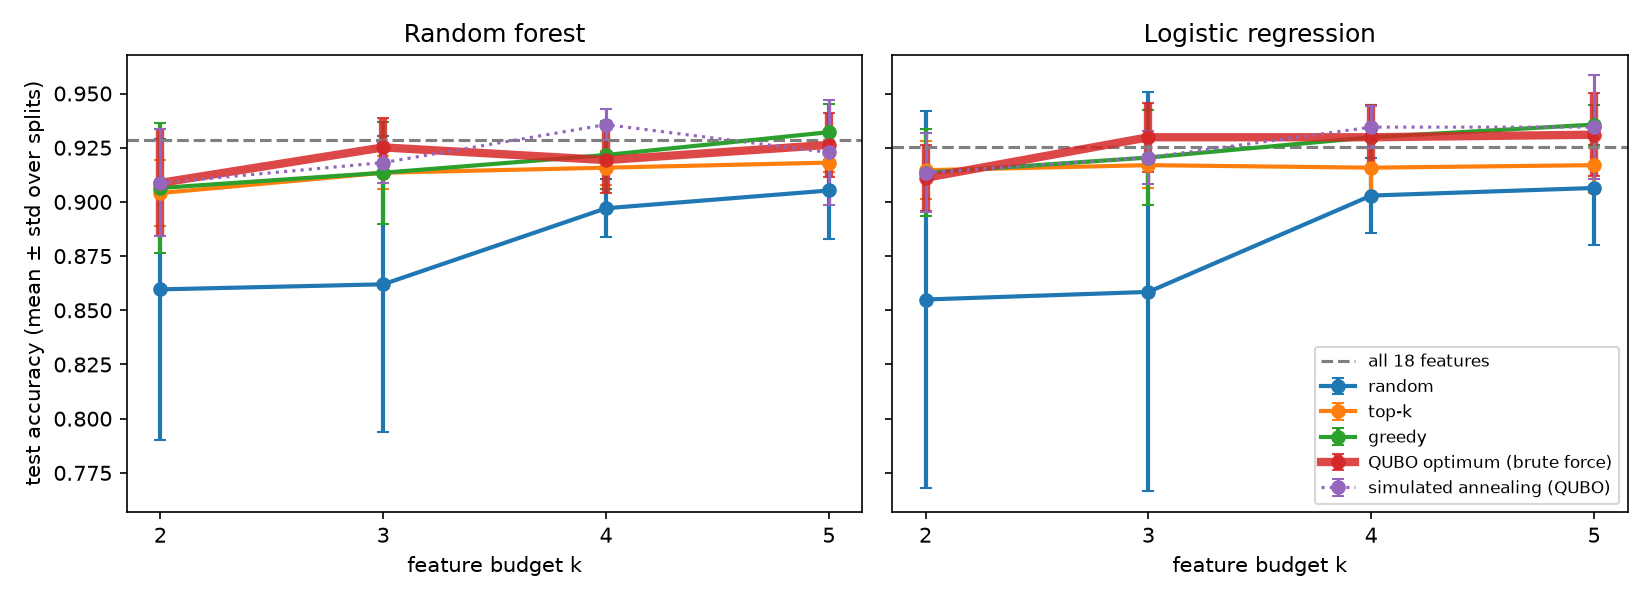 Random forest
Logistic regression
test accuracy (mean ± std over splits)
0.950
0.925
0.900
0.875
0.850
0.825
0.800
0.775
2 3 4 5
feature budget k
2 3 4 5
feature budget k
all 18 features
random
top-k
greedy
QUBO optimum (brute force)
simulated annealing (QUBO)